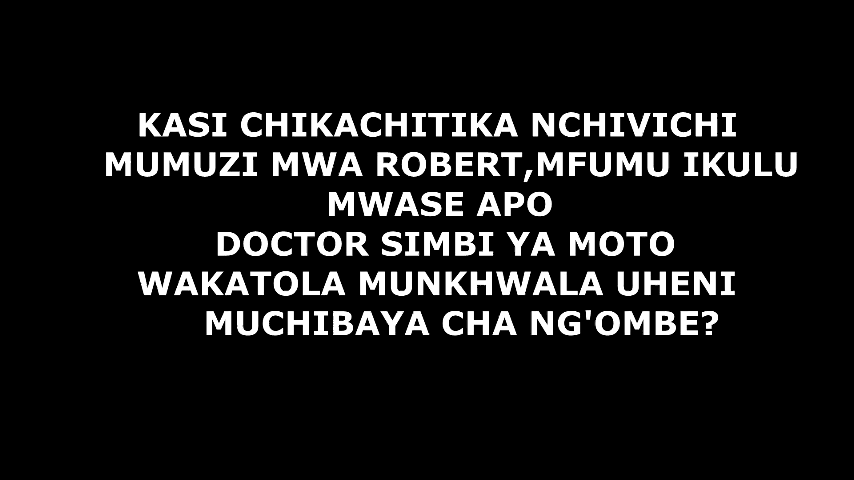 KASI CHIKACHITIKA NCHIVICHI
MUMUZI MWA ROBERT,MFUMU IKULU
MWASE APO
DOCTOR SIMBI YA MOTO
WAKATOLA MUNKHWALA UHENI
MUCHIBAYA CHA NG'OMBE?